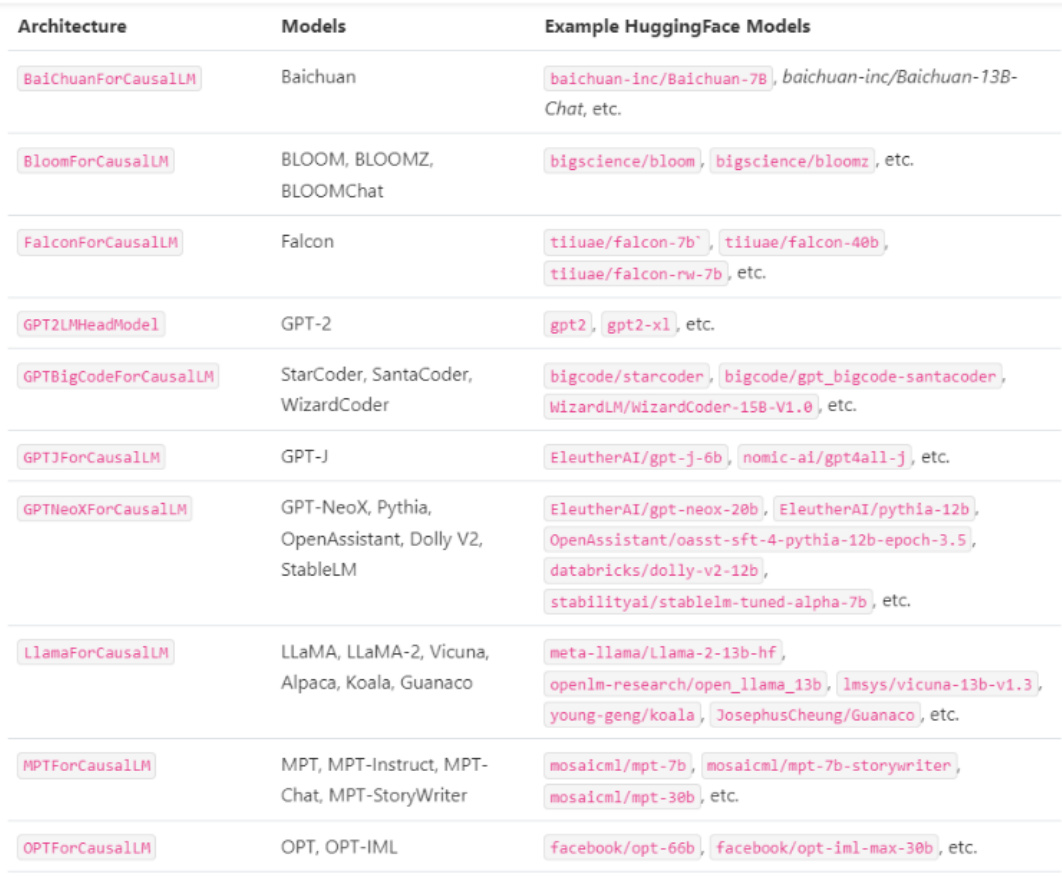 Architecture Models Example HuggingFace Models
BaiChuanForCausalLM Baichuan baichuan-inc/Baichuan-7B, baichuan-inc/Baichuan-13B-
Chat, etc.
BloomForCausalLM BLOOM, BLOOMZ, bigscience/bloom, bigscience/bloomz, etc.
BLOOMChat
FalconForCausalLM Falcon tiiuae/falcon-7b`, tiiuae/falcon-40b,
tiiuae/falcon-rw-7b, etc.
GPT2LMHeadModel GPT-2 gpt2, gpt2-xl, etc.
GPTBigCodeForCausalLM StarCoder, SantaCoder, bigcode/starcoder, bigcode/gpt_bigcode-santacoder,
WizardCoder WizardLM/WizardCoder-15B-V1.0, etc.
GPTJForCausalLM GPT-J EleutherAI/gpt-j-6b, nomic-ai/gpt4all-j, etc.
GPTNeoXForCausalLM GPT-NeoX, Pythia, EleutherAI/gpt-neox-20b, EleutherAI/pythia-12b,
OpenAssistant, Dolly V2, OpenAssistant/oasst-sft-4-pythia-12b-epoch-3.5,
StableLM databricks/dolly-v2-12b,
stabilityai/stablelm-tuned-alpha-7b, etc.
LlamaForCausalLM LLaMA, LLaMA-2, Vicuna, meta-llama/Llama-2-13b-hf,
Alpaca, Koala, Guanaco openlm-research/open_llama_13b, lmsys/vicuna-13b-v1.3,
young-geng/koala, JosephusCheung/Guanaco, etc.
MPTForCausalLM MPT, MPT-Instruct, MPT- mosaicml/mpt-7b, mosaicml/mpt-7b-storywriter,
Chat, MPT-StoryWriter mosaicml/mpt-30b, etc.
OPTForCausalLM OPT, OPT-IML facebook/opt-66b, facebook/opt-iml-max-30b, etc.